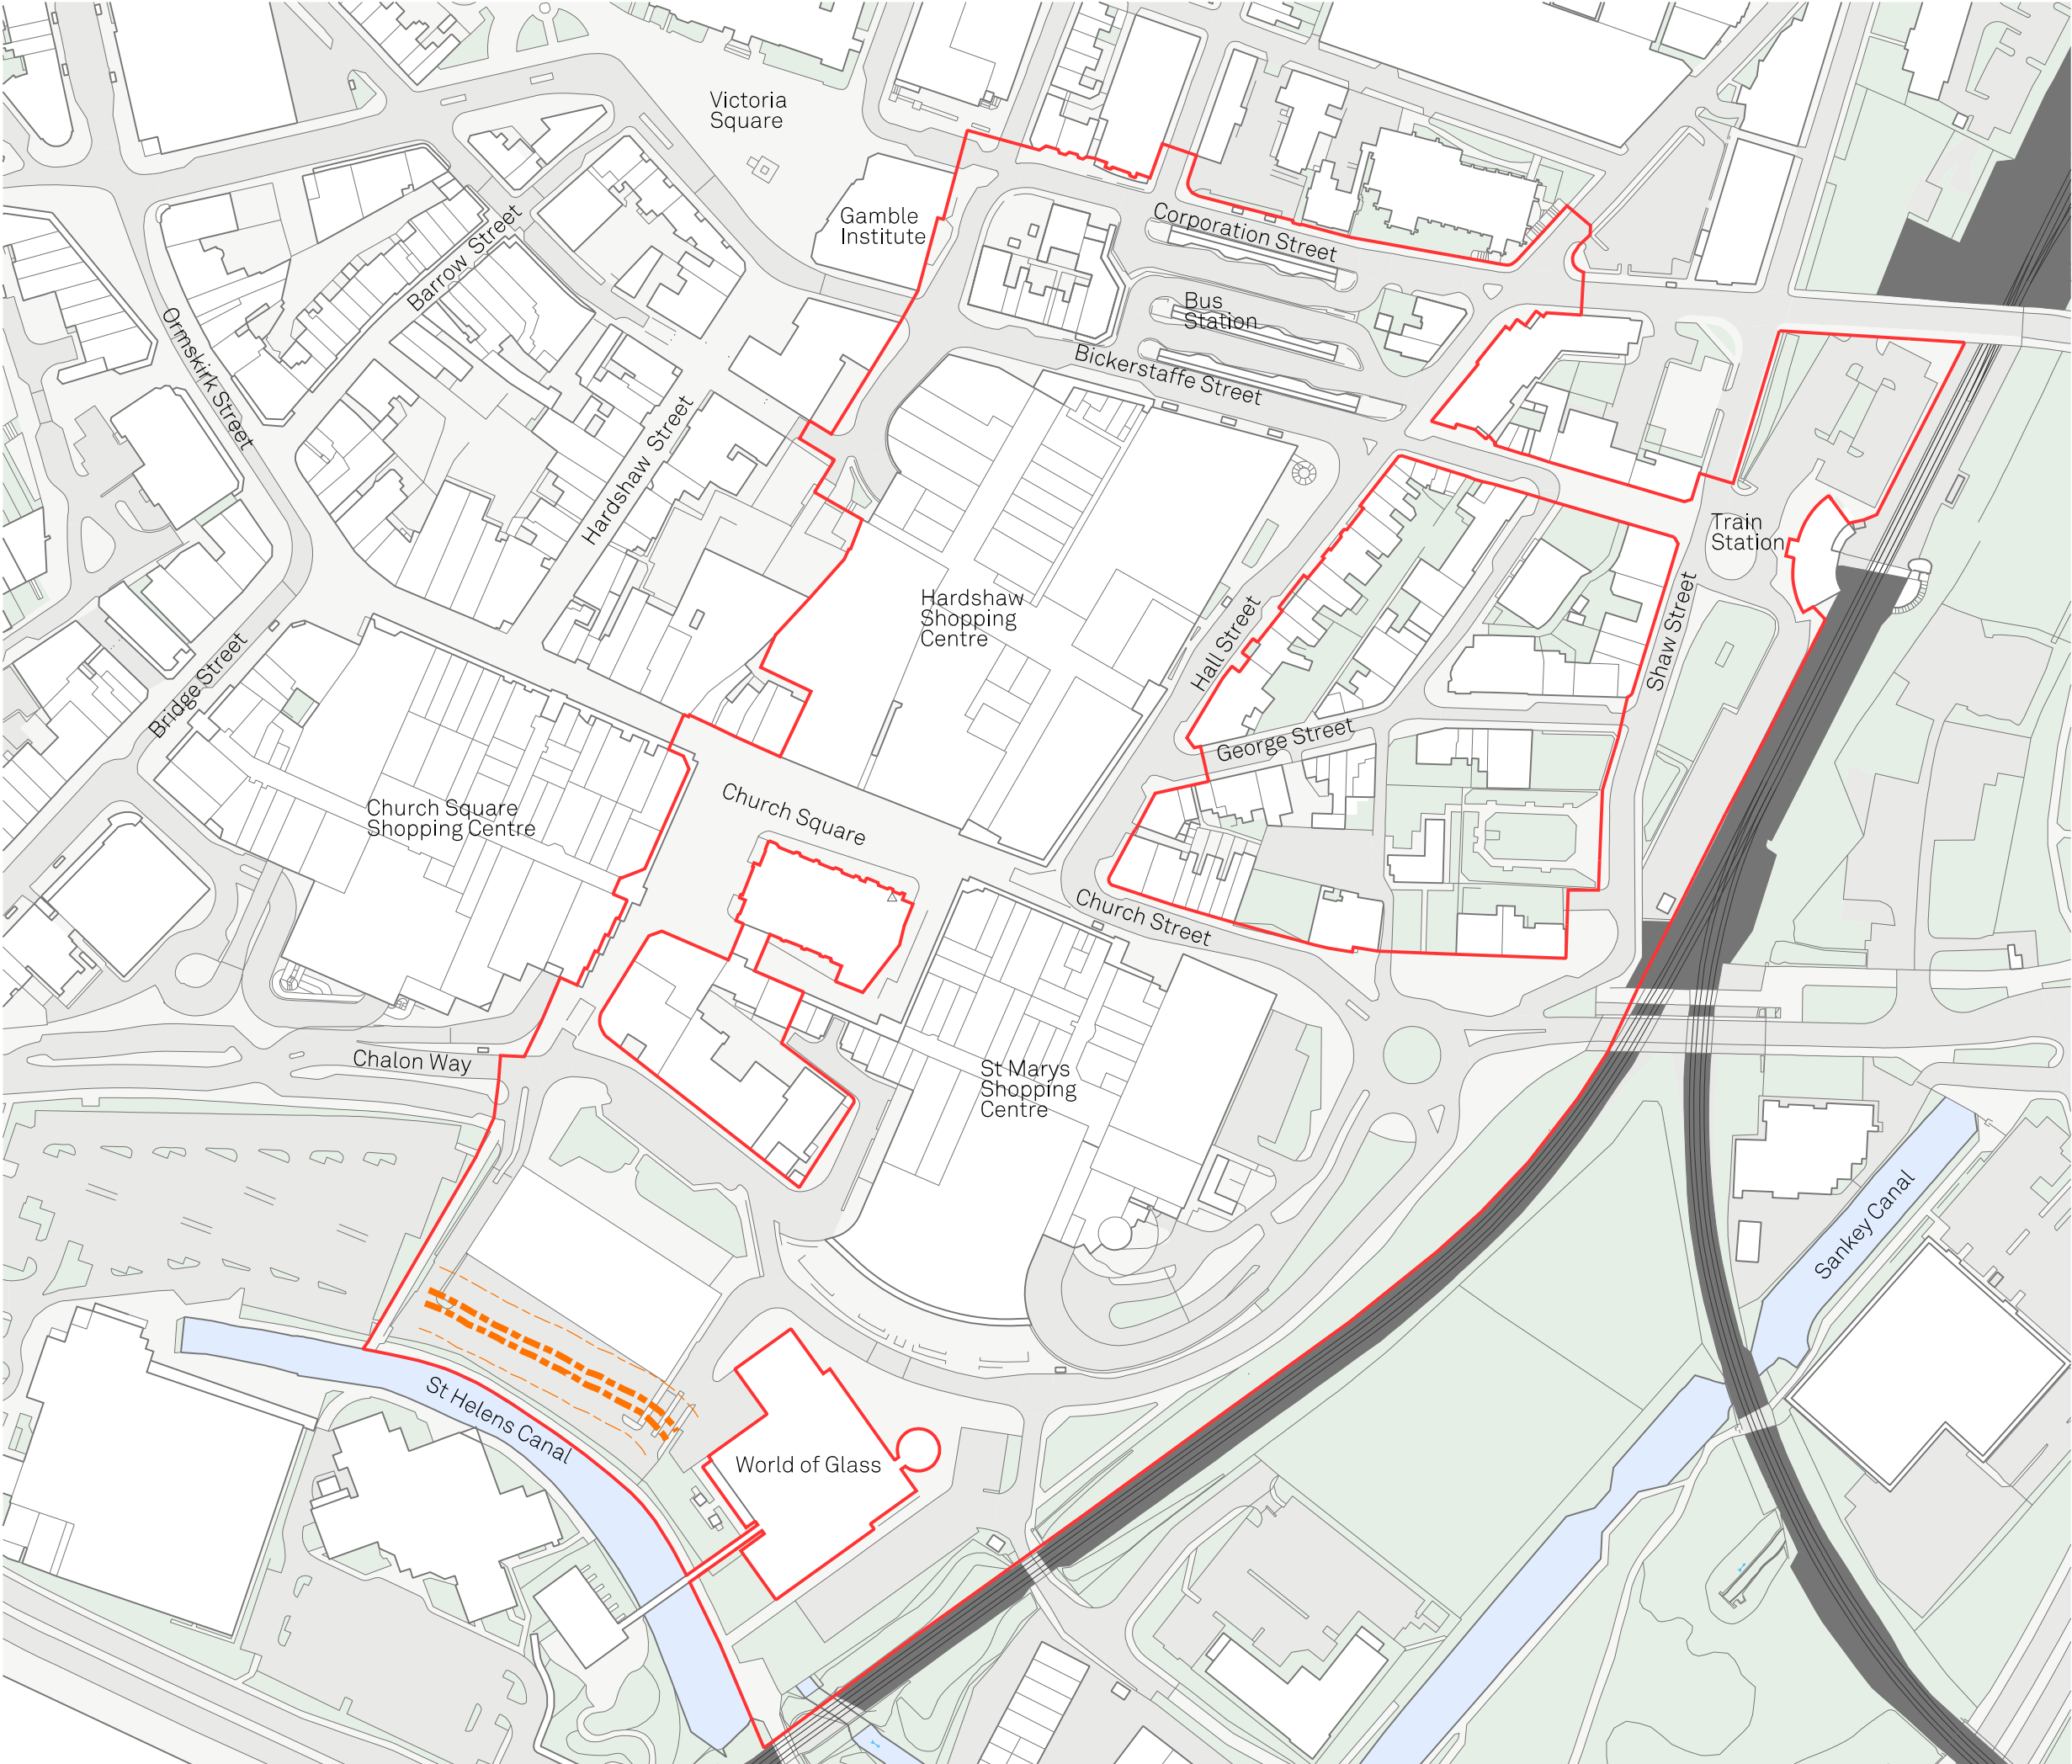 Victoria
Square
Gamble
Institute
Corporation Street
Barrow Street
Bus
Station
Ormskirk Street
Bickerstaffe Street
Hardshaw Street
Train
Station
Hardshaw
Shopping
Centre
Hall Street
Shaw Street
Bridge Street
George Street
Church Square
Shopping Centre
Church Square
Church Street
Chalon Way
St Marys
Shopping
Centre
Sankey Canal
St Helens Canal
World of Glass